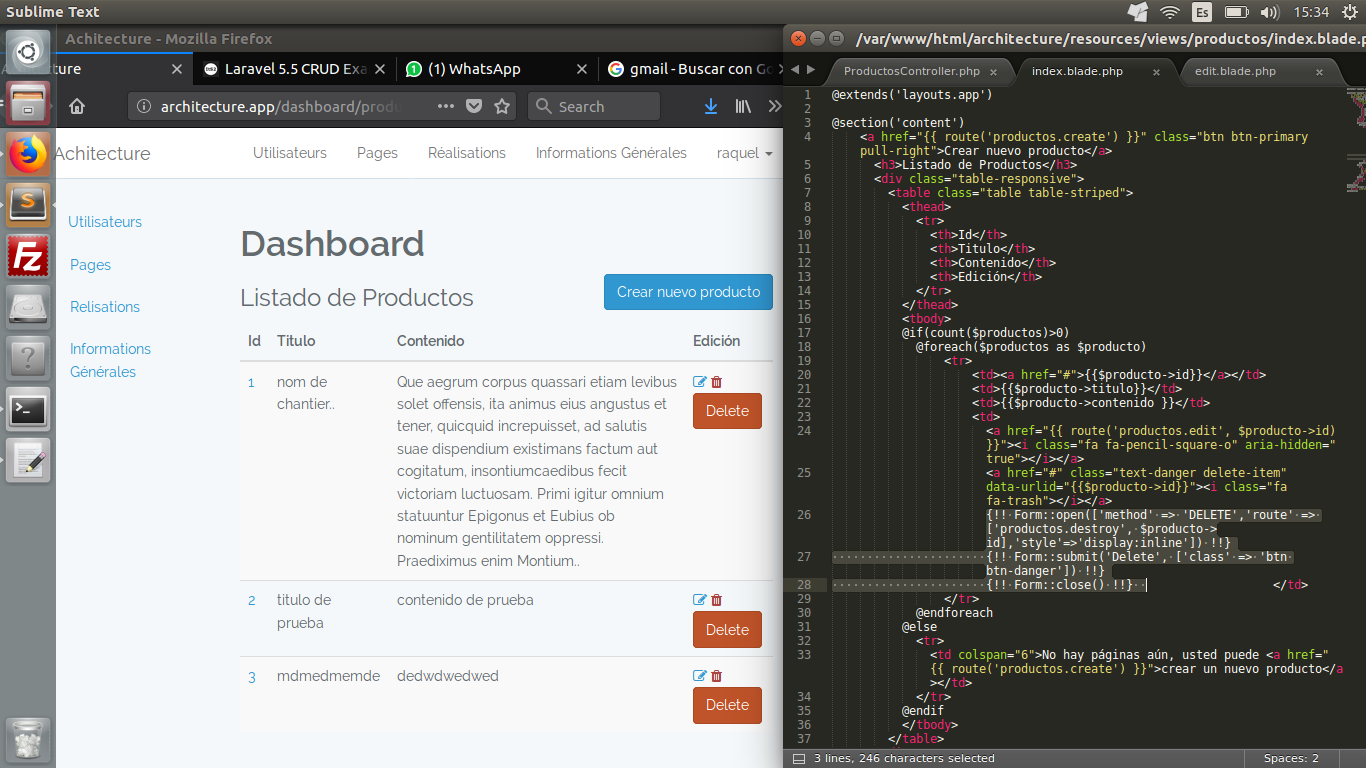 Sublime Text
Es
15:34
Achitecture - Mozilla Firefox
cture
Laravel 5.5 CRUD Exa
(1) WhatsApp
gmail - Buscar con Go
architecture.app/dashboard/produ
Search
Achitecture
Utilisateurs
Pages
Réalisations
Informations Générales
raquel
Utilisateurs
Pages
Relisations
Informations
Générales
Dashboard
Listado de Productos
Crear nuevo producto
Id Titulo Contenido Edición
1 nom de Que aegrum corpus quassari etiam levibus
chantier.. solet offensis, ita animus eius angustus et
Delete
tener, quicquid increpuisset, ad salutis
suae dispendium existimans factum aut
cogitatum, insontiumcaedibus fecit
victoriam luctuosam. Primi igitur omnium
statuuntur Epigonus et Eubius ob
nominum gentilitatem oppressi.
Praediximus enim Montium..
2 titulo de contenido de prueba
prueba
Delete
3 mdmedmemde dedwdwedwed
Delete
/var/www/html/architecture/resources/views/productos/index.blade.p
ProductosController.php
index.blade.php
edit.blade.php
1 @extends('layouts.app')
2
3 @section('content')
4 <a href="{{ route('productos.create') }}" class="btn btn-primary
pull-right">Crear nuevo producto</a>
5 <h3>Listado de Productos</h3>
6 <div class="table-responsive">
7 <table class="table table-striped">
8 <thead>
9 <tr>
10 <th>Id</th>
11 <th>Titulo</th>
12 <th>Contenido</th>
13 <th>Edición</th>
14 </tr>
15 </thead>
16 <tbody>
17 @if(count($productos)>0)
18 @foreach($productos as $producto)
19 <tr>
20 <td><a href="#">{{$producto->id}}</a></td>
21 <td>{{$producto->titulo}}</td>
22 <td>{{$producto->contenido }}</td>
23 <td>
24 <a href="{{ route('productos.edit', $producto->id)
}}"><i class="fa fa-pencil-square-o" aria-hidden="
true"></i></a>
25 <a href="#" class="text-danger delete-item"
data-urlid="{{$producto->id}}"><i class="fa
fa-trash"></i></a>
26 {!! Form::open(['method' => 'DELETE','route' =>
['productos.destroy', $producto->
id],'style'=>'display:inline']) !!}
27 {!! Form::submit('Delete', ['class' => 'btn
btn-danger']) !!}
28 {!! Form::close() !!} </td>
29 </tr>
30 @endforeach
31 @else
32 <tr>
33 <td colspan="6">No hay páginas aún, usted puede <a href="
{{ route('productos.create') }}">crear un nuevo producto</a
></td>
34 </tr>
35 @endif
36 </tbody>
37 </table>
3 lines, 246 characters selected
Spaces: 2